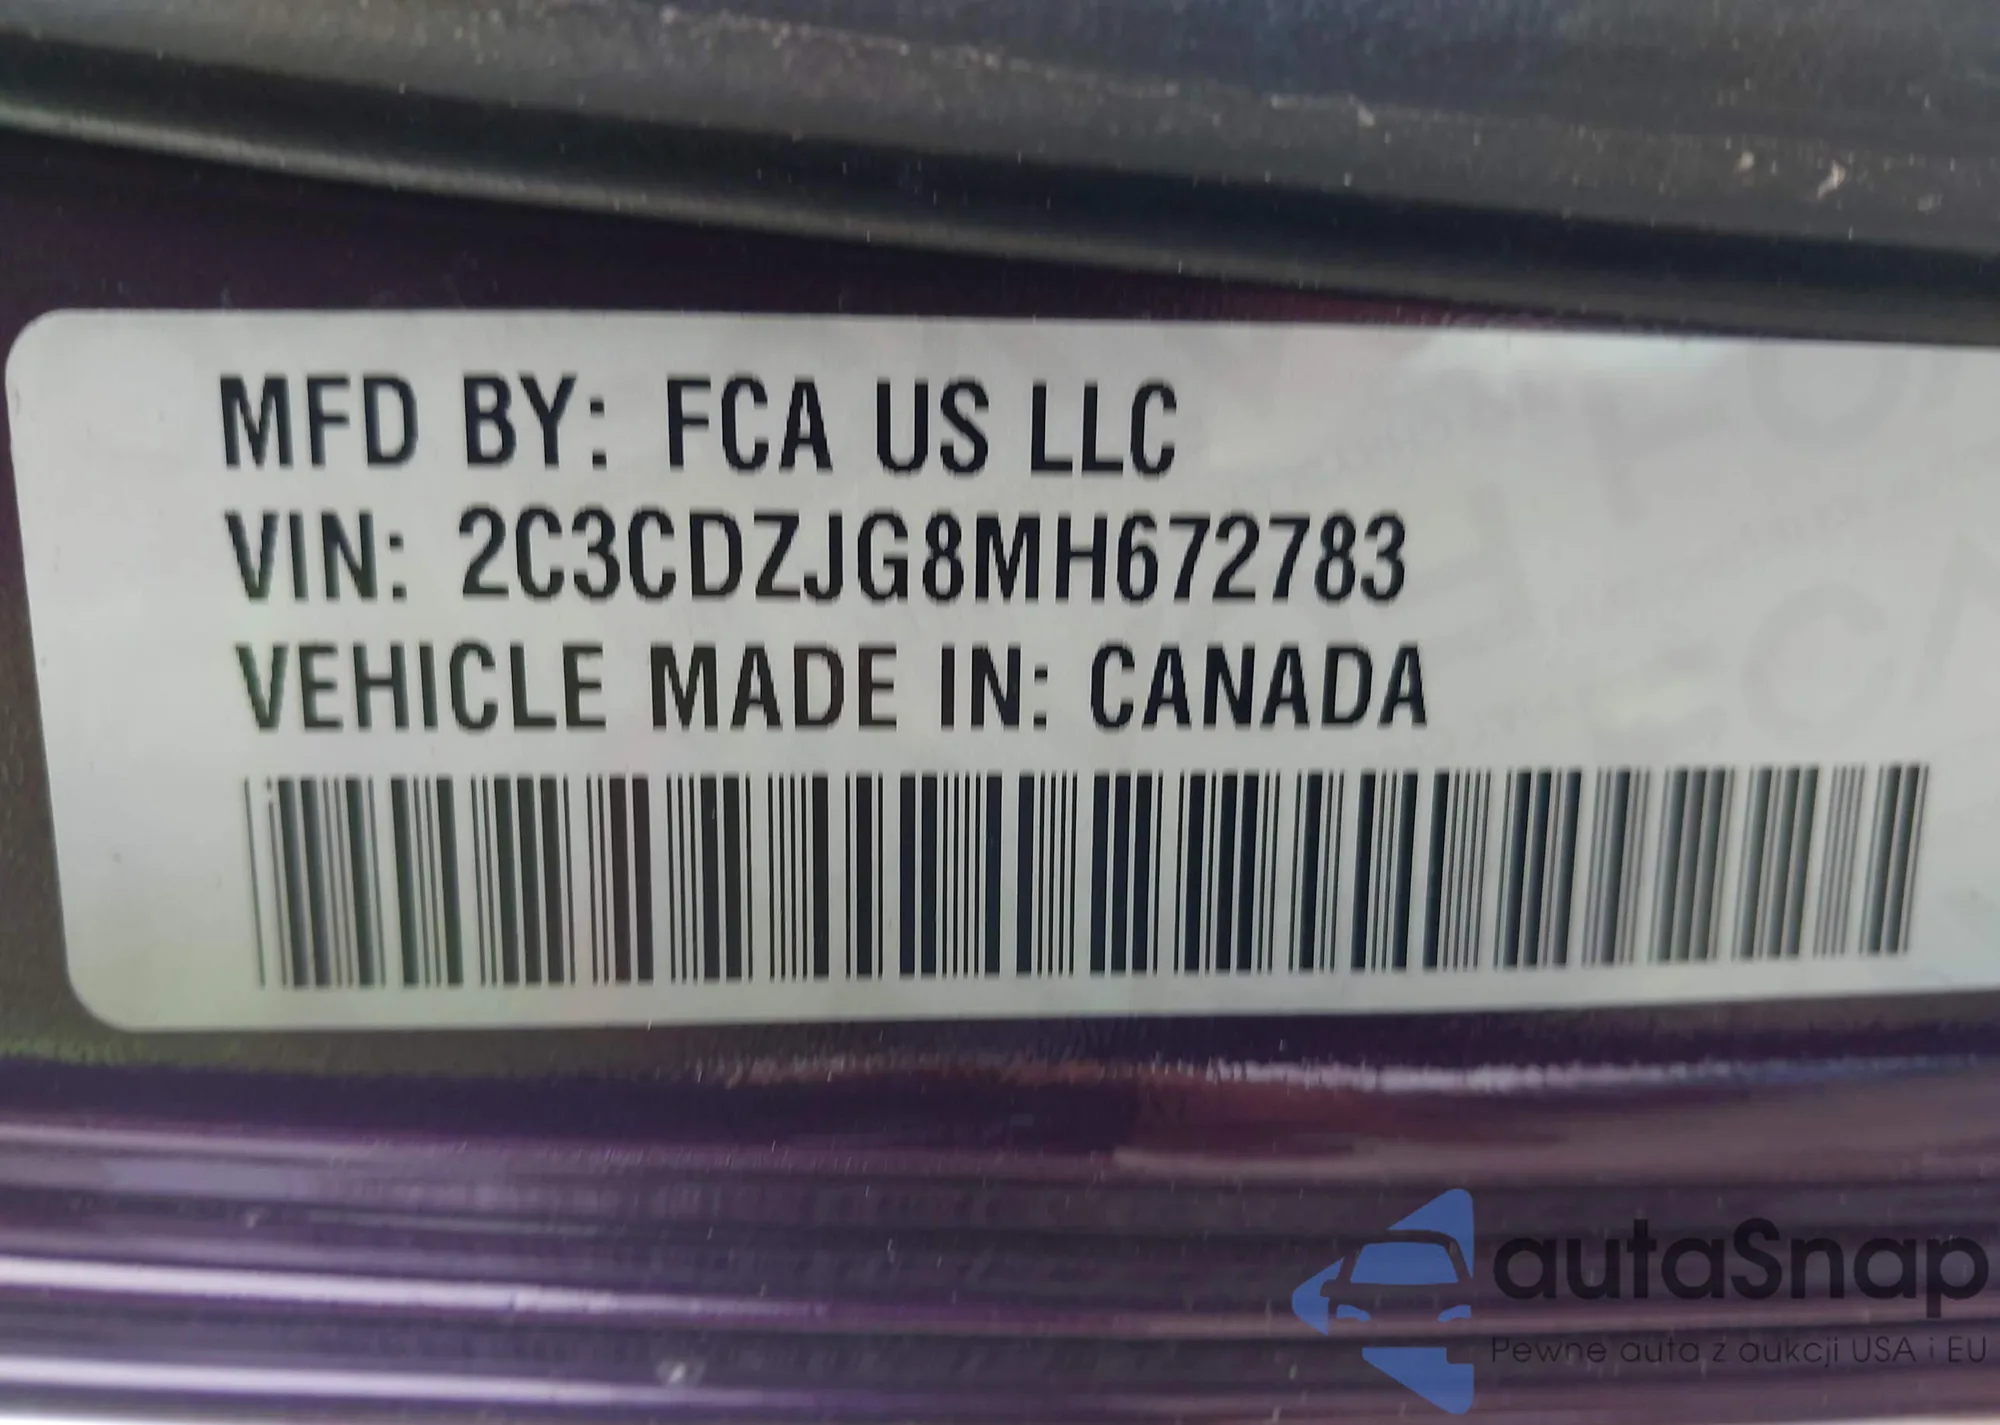 MFD BY: FCA US LLC
VIN: 2C3CDZJG8MH672783
VEHICLE MADE IN: CANADA
autaSnap
Pewne auta z aukcji USA i EU